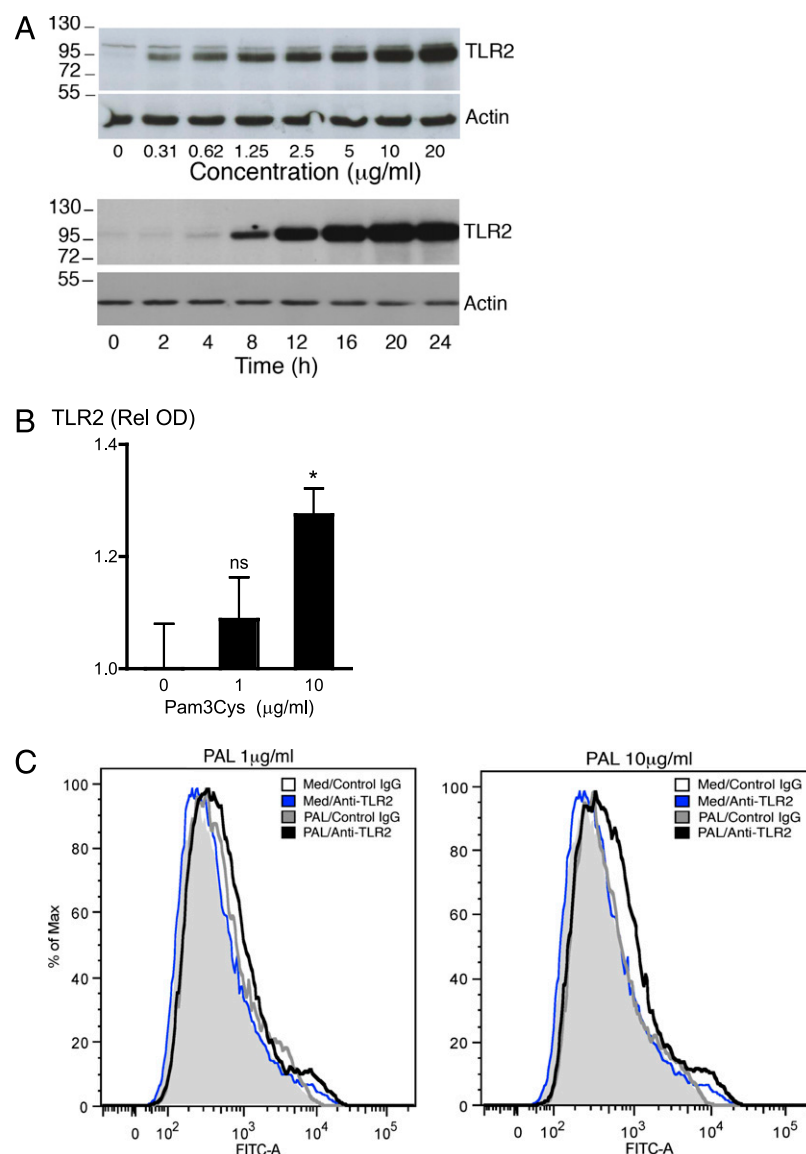 A
130
95
72
55
TLR2
Actin
0 0.31 0.62 1.25 2.5 5 10 20
Concentration (µg/ml)
130
95
72
55
TLR2
Actin
0 2 4 8 12 16 20 24
Time (h)
B TLR2 (Rel OD)
1.4
1.2
1.0
ns
*
0 1 10
Pam3Cys (µg/ml)
C
PAL 1µg/ml
100
80
60
40
20
0
% of Max
Med/Control IgG
Med/Anti-TLR2
PAL/Control IgG
PAL/Anti-TLR2
0 10² 10³ 10⁴ 10⁵
FITC-A
PAL 10µg/ml
100
80
60
40
20
0
Med/Control IgG
Med/Anti-TLR2
PAL/Control IgG
PAL/Anti-TLR2
0 10² 10³ 10⁴ 10⁵
FITC-A